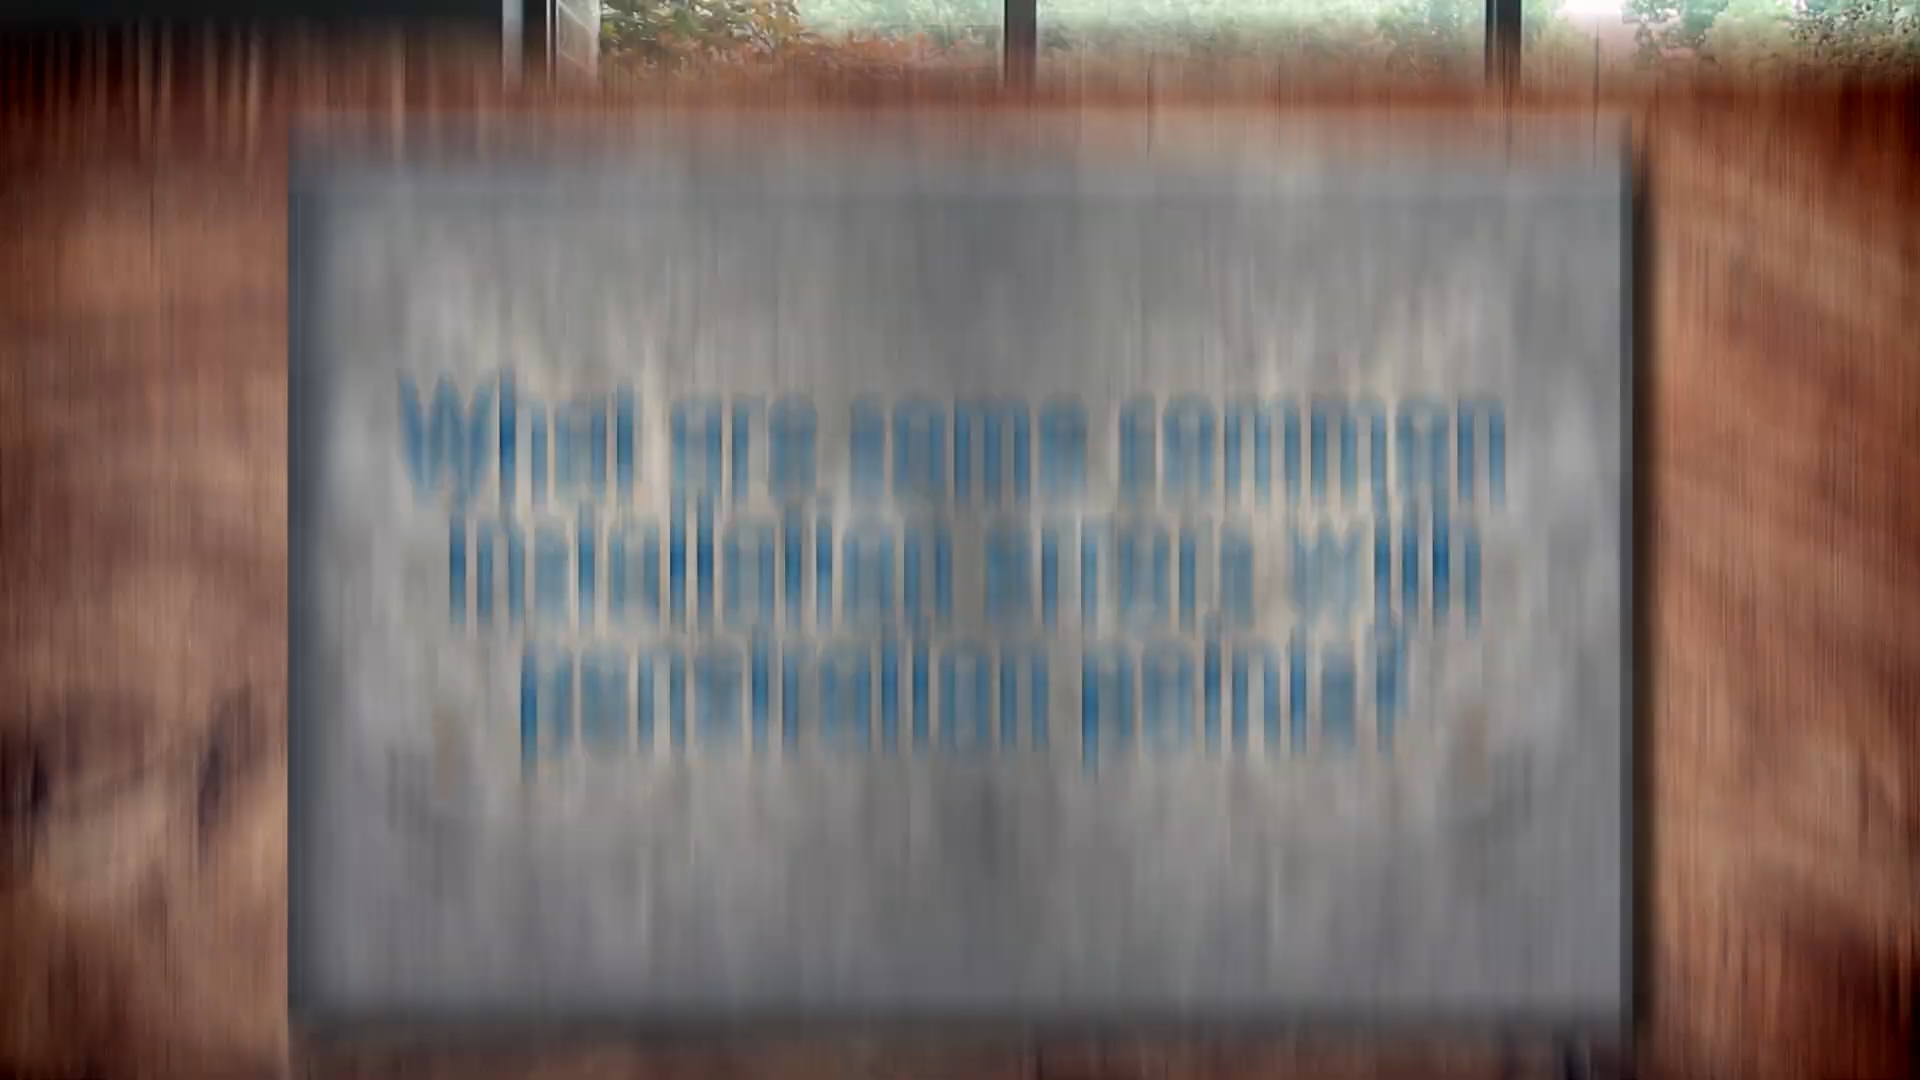 What are some common
installation errors with
penetration points?